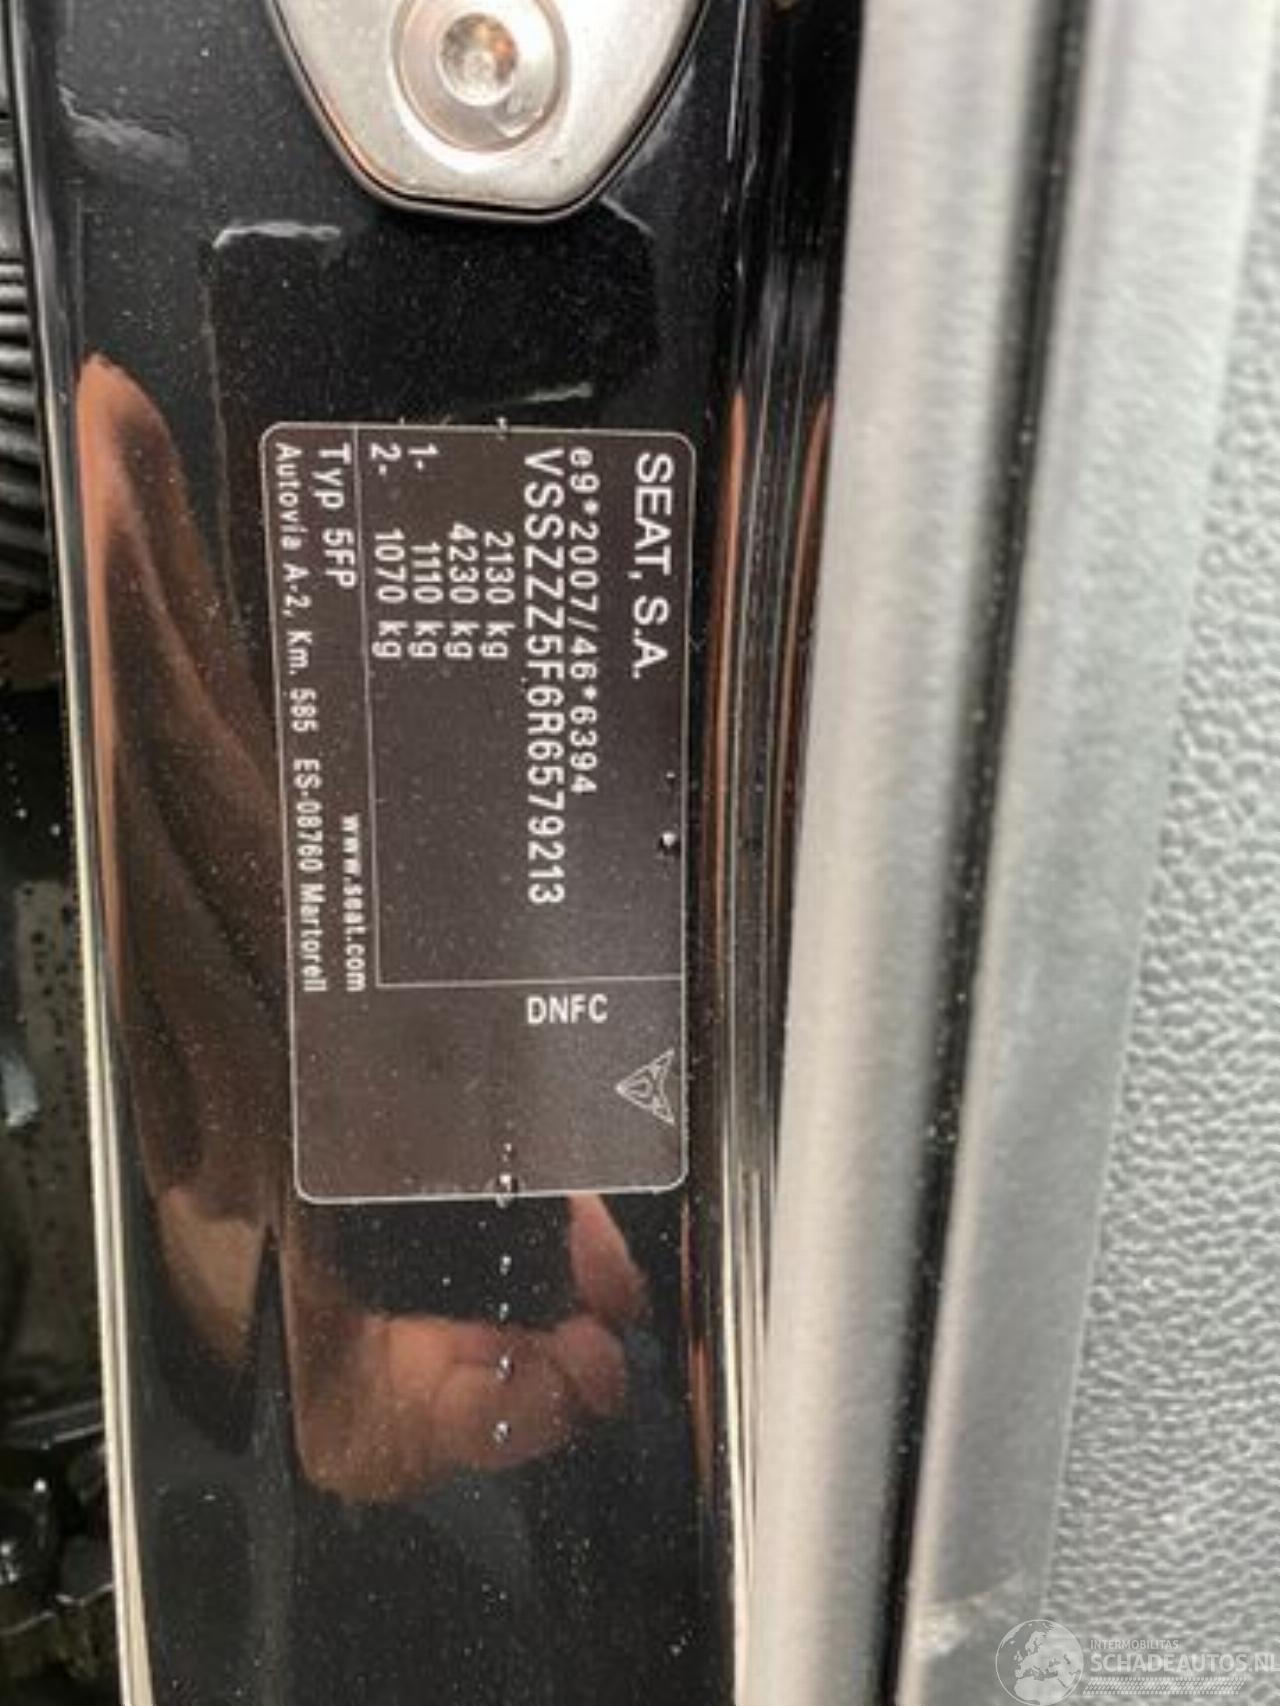 SEAT, S.A.
e9*2007/46*6394
VSSZZZ5F6R6579213
DNFC
2130 kg
4230 kg
1- 1110 kg
2- 1070 kg
Typ 5FP
www.seat.com
Autovia A-2, Km. 585 ES-08760 Martorell
INTERMOBILITAS
SCHADEAUTOS.NL